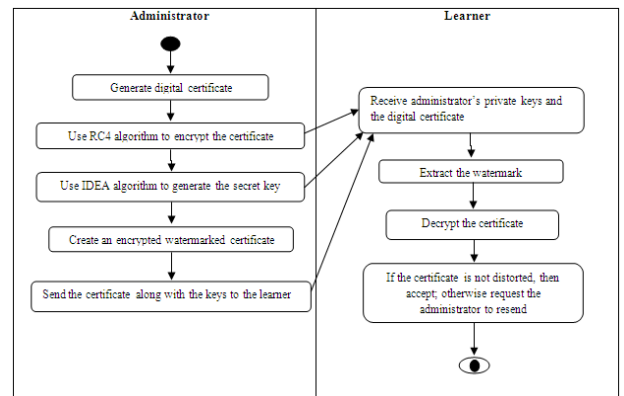 Administrator
Learner
Generate digital certificate
Use RC4 algorithm to encrypt the certificate
Use IDEA algorithm to generate the secret key
Create an encrypted watermarked certificate
Send the certificate along with the keys to the learner
Receive administrator's private keys and
the digital certificate
Extract the watermark
Decrypt the certificate
If the certificate is not distorted, then
accept; otherwise request the
administrator to resend